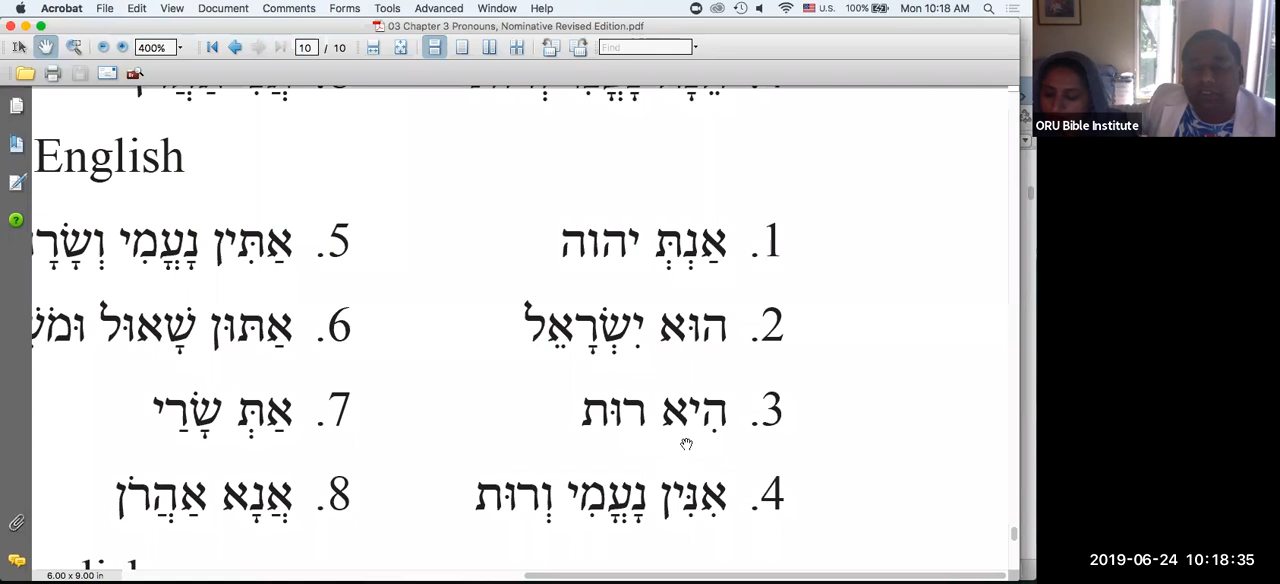 Acrobat File Edit View Document Comments Forms Tools Advanced Window Help U.S. 100% Mon 10:18 AM
03 Chapter 3 Pronouns, Nominative Revised Edition.pdf
400% 10 / 10 Find
ORU Bible Institute
English
1. אַנְתְּ יהוה
5. אַתִּין נָעֳמִי
2. הוּא יִשְׂרָאֵל
6. אַתּוּן שָׁאוּל
3. הִיא רוּת
7. אַתְּ שָׂרַי
4. אִנִּין נָעֳמִי וְרוּת
8. אֲנָא אַהֲרֹן
6.00 x 9.00 in
2019-06-24 10:18:35